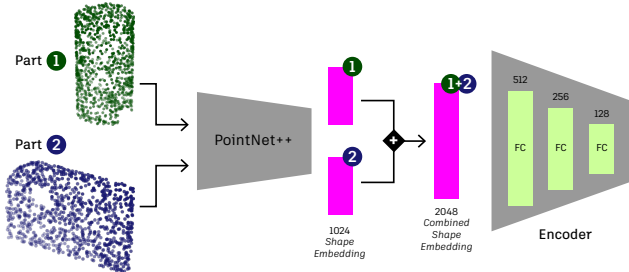 Part 1
Part 2
PointNet++
1
2
1024
Shape
Embedding
+
1+2
2048
Combined
Shape
Embedding
512
FC
256
FC
128
FC
Encoder